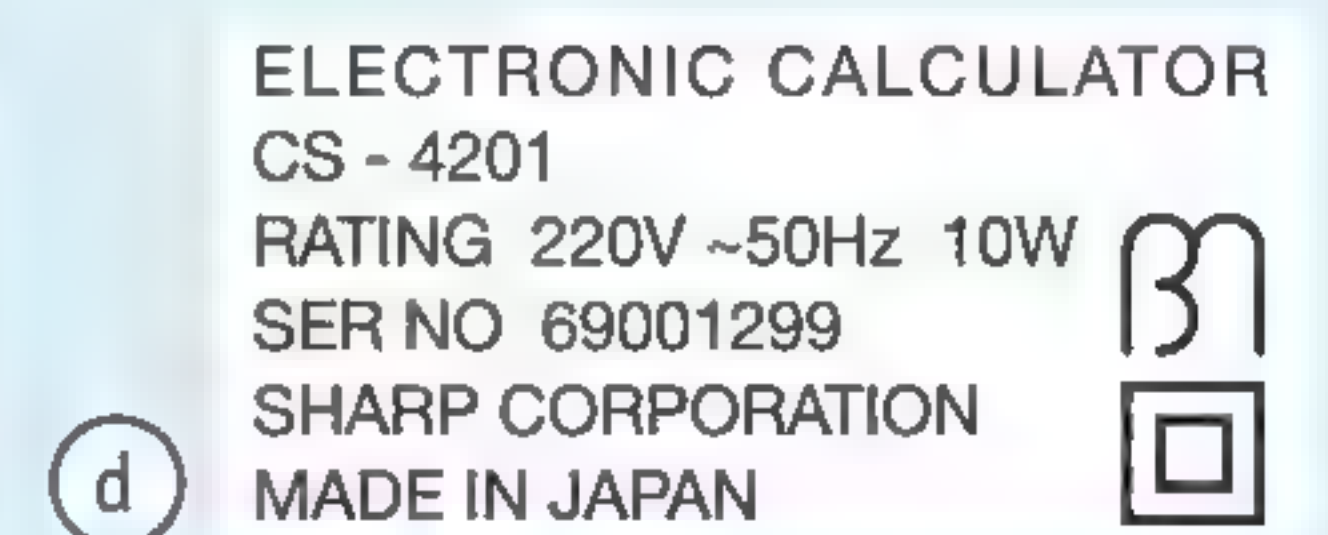 ELECTRONIC CALCULATOR
CS - 4201
RATING 220V ~50Hz 10W
SER NO 69001299
SHARP CORPORATION
MADE IN JAPAN
d